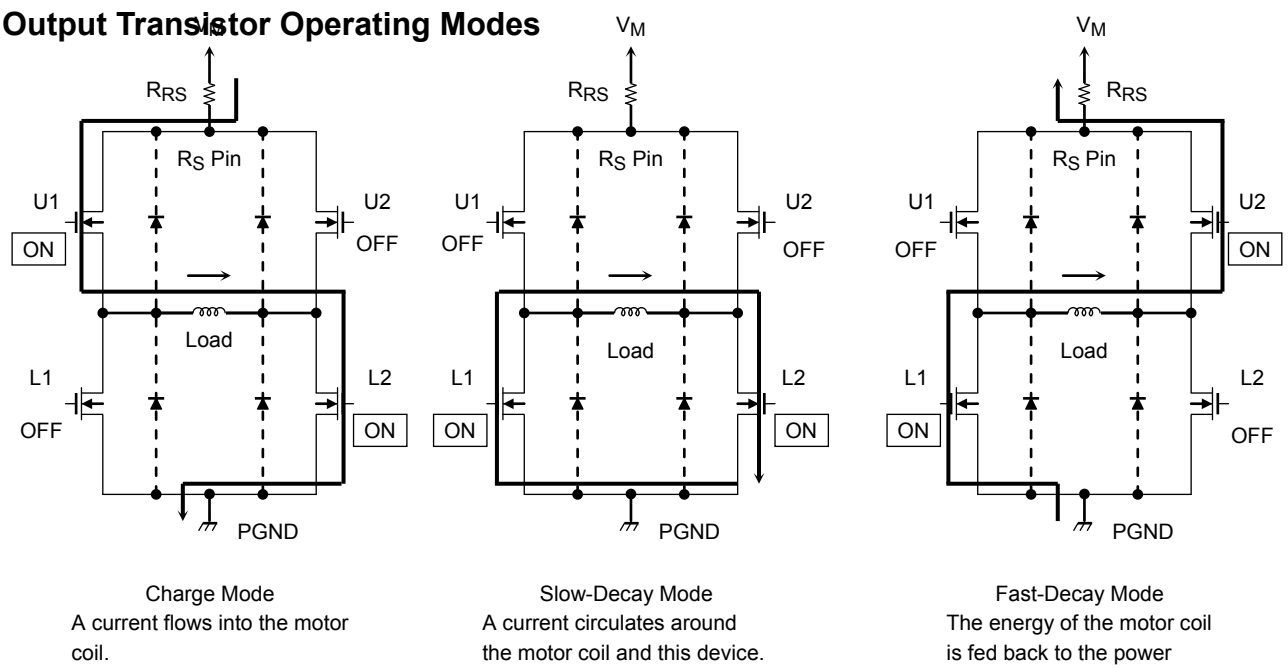 Output Transistor Operating Modes
VM
VM
VM
RRS
RRS
RRS
RS Pin
RS Pin
RS Pin
U1
U2
U1
U2
U1
U2
ON
OFF
OFF
OFF
OFF
ON
Load
Load
Load
L1
L2
L1
L2
L1
L2
OFF
ON
ON
ON
ON
OFF
PGND
PGND
PGND
Charge Mode
A current flows into the motor
coil.
Slow-Decay Mode
A current circulates around
the motor coil and this device.
Fast-Decay Mode
The energy of the motor coil
is fed back to the power